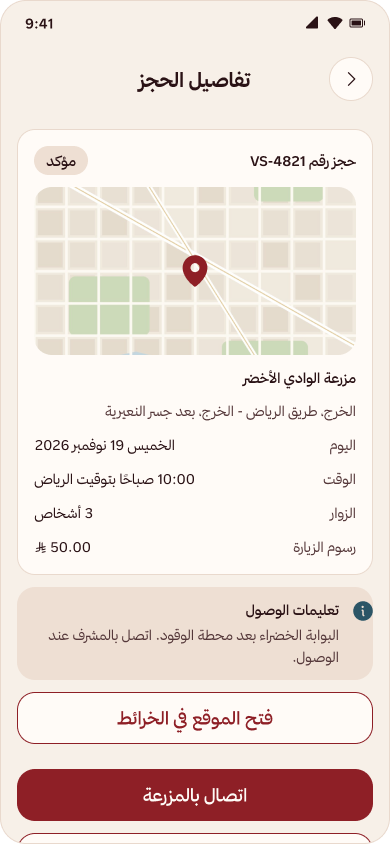 9:41
تفاصيل الحجز
حجز رقم VS-4821
مؤكد
مزرعة الوادي الأخضر
الخرج، طريق الرياض - الخرج، بعد جسر النعيرية
اليوم
الخميس 19 نوفمبر 2026
الوقت
10:00 صباحًا بتوقيت الرياض
الزوار
3 أشخاص
رسوم الزيارة
50.00 ⃁
تعليمات الوصول
البوابة الخضراء بعد محطة الوقود. اتصل بالمشرف عند
الوصول.
فتح الموقع في الخرائط
اتصال بالمزرعة